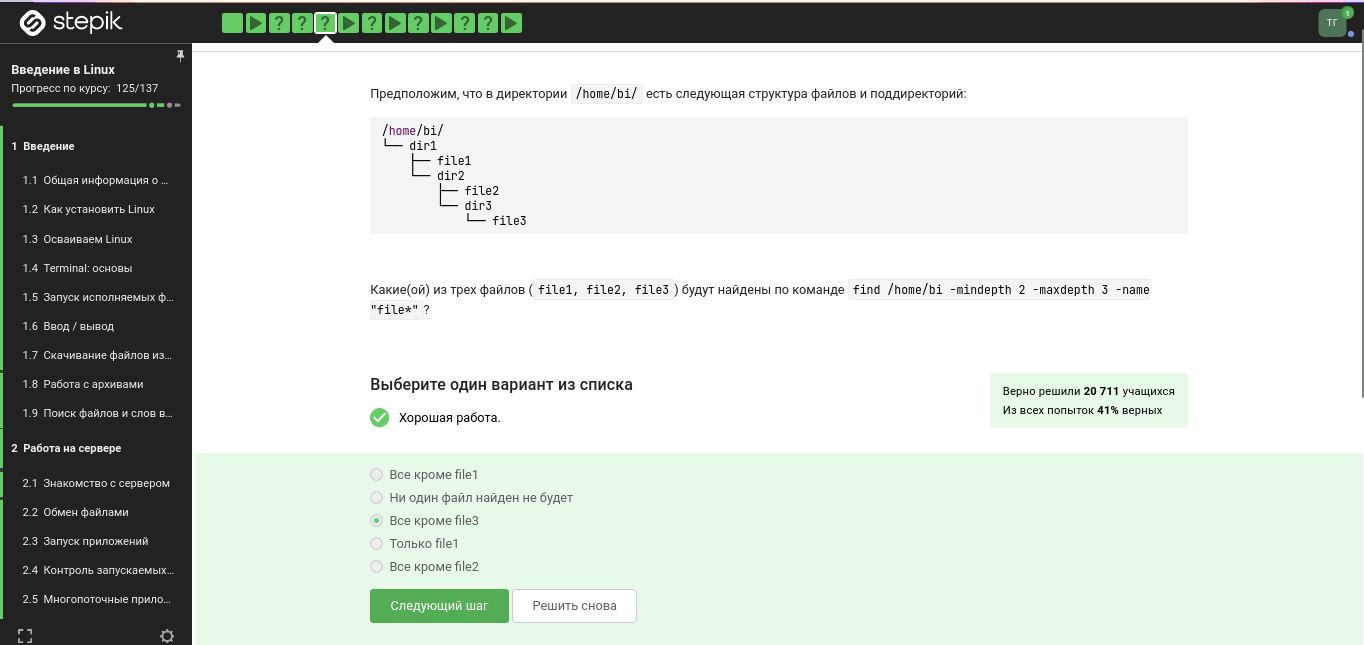 stepik
? ? ? ? ? ? ?
ТГ
1
Введение в Linux
Прогресс по курсу: 125/137
1 Введение
1.1 Общая информация о ...
1.2 Как установить Linux
1.3 Осваиваем Linux
1.4 Terminal: основы
1.5 Запуск исполняемых ф...
1.6 Ввод / вывод
1.7 Скачивание файлов из...
1.8 Работа с архивами
1.9 Поиск файлов и слов в...
2 Работа на сервере
2.1 Знакомство с сервером
2.2 Обмен файлами
2.3 Запуск приложений
2.4 Контроль запускаемых...
2.5 Многопоточные прило...
Предположим, что в директории /home/bi/ есть следующая структура файлов и поддиректорий:
/home/bi/
└── dir1
    ├── file1
    └── dir2
        ├── file2
        └── dir3
            └── file3
Какие(ой) из трех файлов ( file1, file2, file3 ) будут найдены по команде find /home/bi -mindepth 2 -maxdepth 3 -name
"file*" ?
Выберите один вариант из списка
Хорошая работа.
Верно решили 20 711 учащихся
Из всех попыток 41% верных
Все кроме file1
Ни один файл найден не будет
Все кроме file3
Только file1
Все кроме file2
Следующий шаг
Решить снова